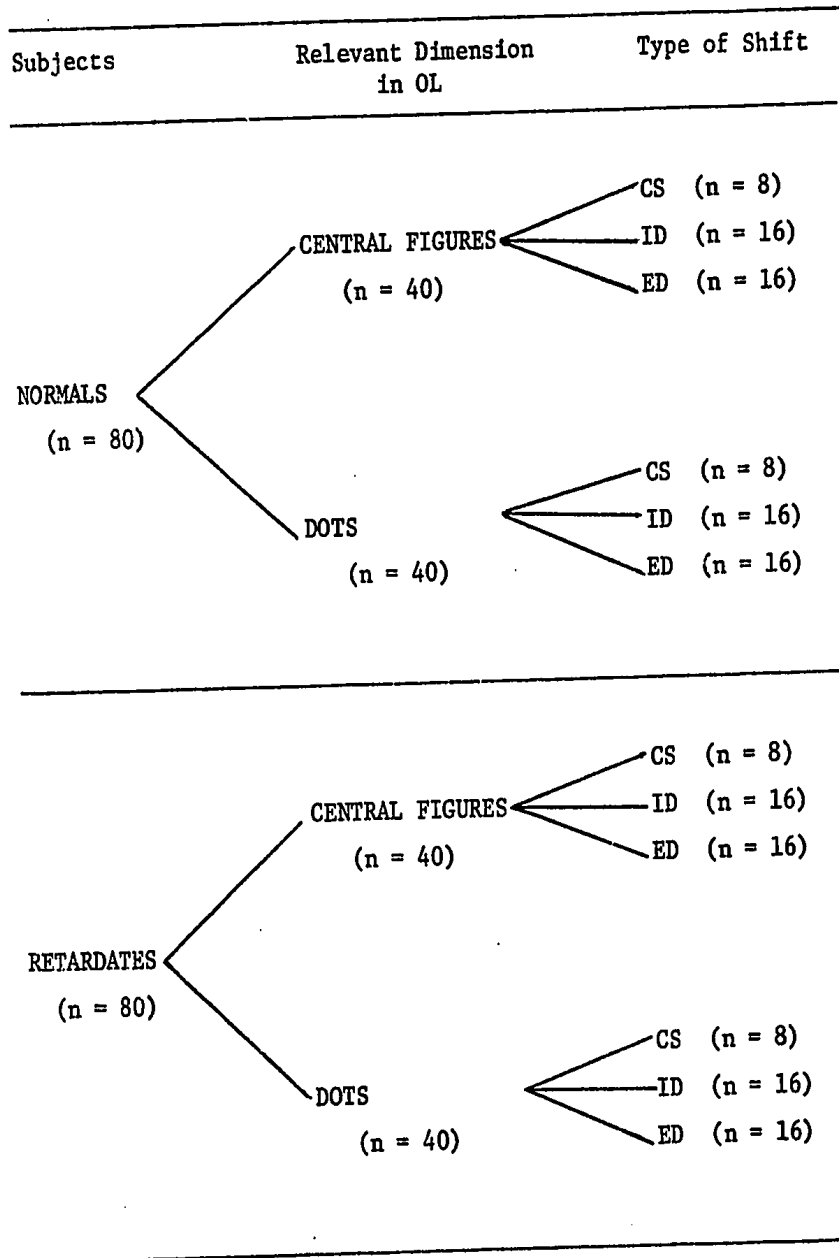 Subjects Relevant Dimension Type of Shift
in OL
CS (n = 8)
CENTRAL FIGURES ID (n = 16)
(n = 40) ED (n = 16)
NORMALS
(n = 80)
CS (n = 8)
DOTS ID (n = 16)
(n = 40) ED (n = 16)
CS (n = 8)
CENTRAL FIGURES ID (n = 16)
(n = 40) ED (n = 16)
RETARDATES
(n = 80)
CS (n = 8)
DOTS ID (n = 16)
(n = 40) ED (n = 16)